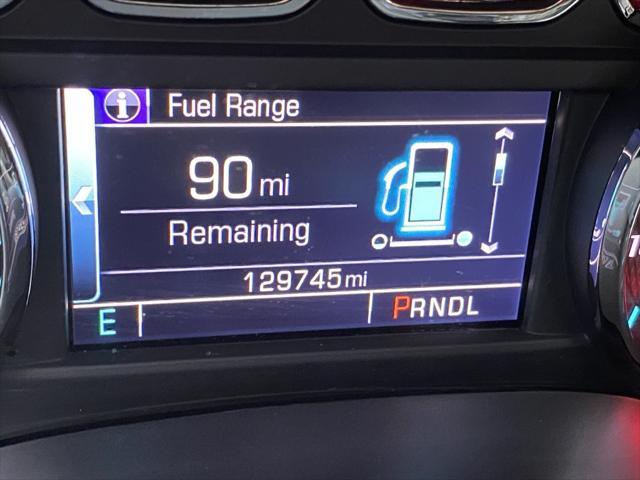 i Fuel Range
90 mi
Remaining
129745 mi
E PRNDL